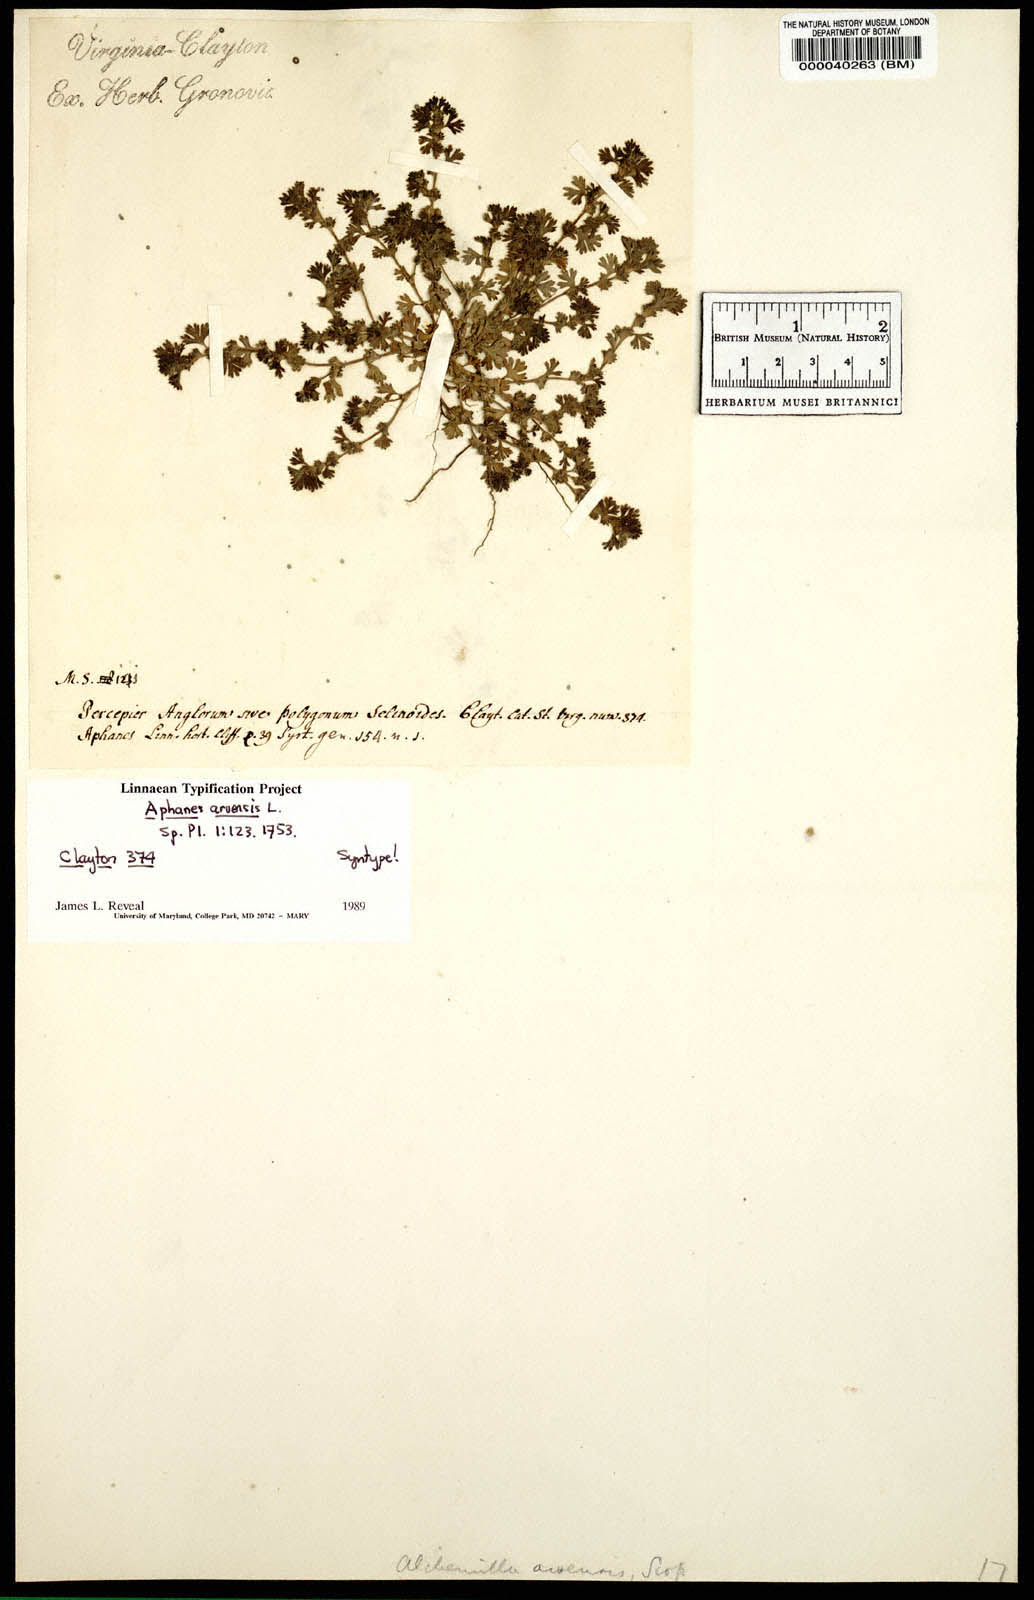 Virginia-Clayton
Ex. Herb. Gronovii
THE NATURAL HISTORY MUSEUM, LONDON
DEPARTMENT OF BOTANY
000040263 (BM)
1 2
BRITISH MUSEUM (NATURAL HISTORY)
1 2 3 4 5
HERBARIUM MUSEI BRITANNICI
M. S.
Percepier Anglorum sive polygonum Selinoides. Clayt. Cat. St. Virg. num. 374.
Aphanes Linn. hort. Cliff. p. 39 Syst. gen. 154. n. 1.
Linnaean Typification Project
Aphanes arvensis L.
Sp. Pl. 1:123. 1753.
Clayton 374 Syntype!
James L. Reveal 1989
University of Maryland, College Park, MD 20742 – MARY
Alchemilla arvensis, Scop
17